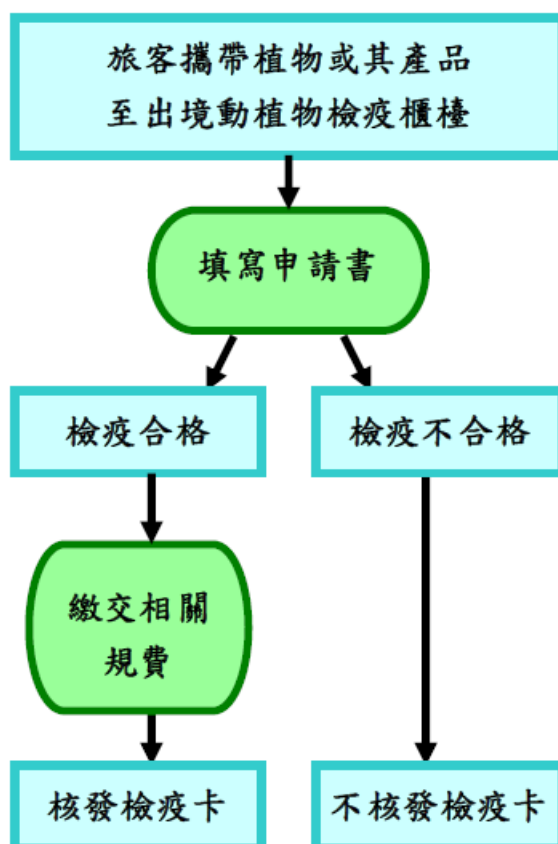 旅客攜帶植物或其產品
至出境動植物檢疫櫃檯
填寫申請書
檢疫合格
檢疫不合格
繳交相關
規費
核發檢疫卡
不核發檢疫卡